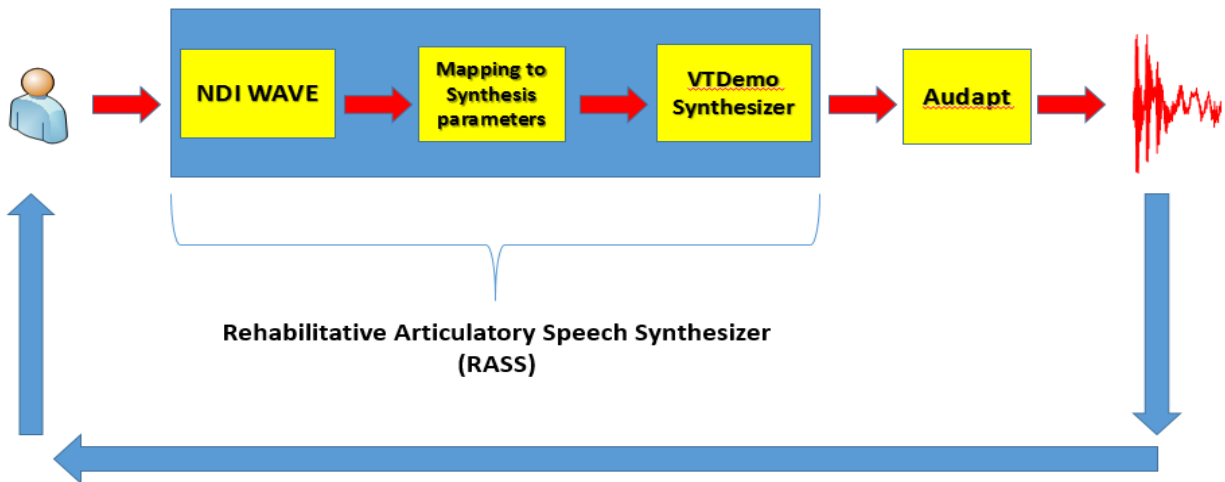 NDI WAVE
Mapping to
Synthesis
parameters
VTDemo
Synthesizer
Audapt
Rehabilitative Articulatory Speech Synthesizer
(RASS)